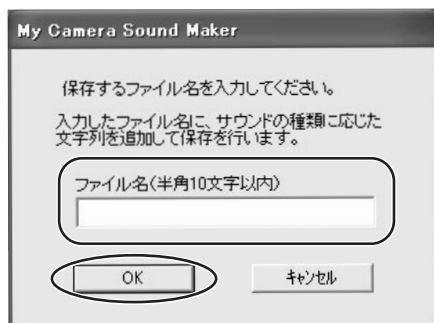 My Camera Sound Maker
保存するファイル名を入力してください。
入力したファイル名に、サウンドの種類に応じた
文字列を追加して保存を行います。
ファイル名(半角10文字以内)
OK
キャンセル